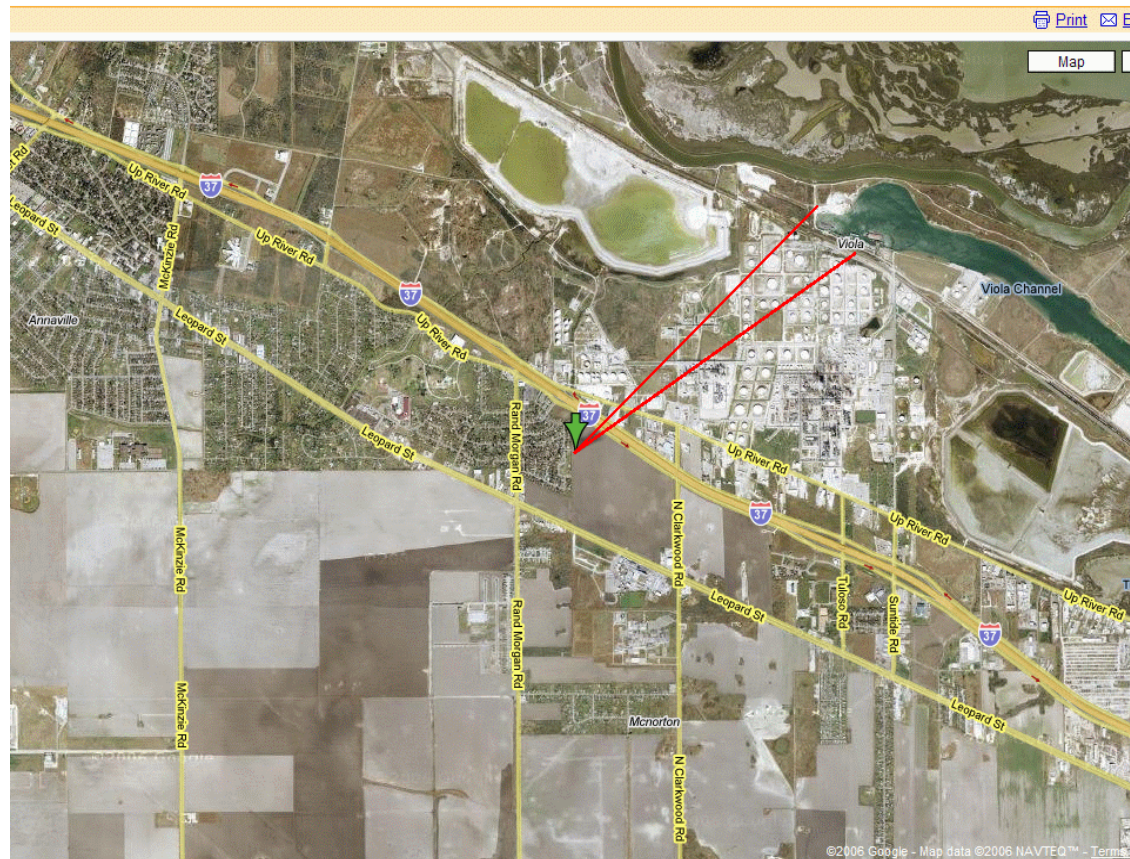 Print
E
Map
Up River Rd
37
Leopard St
McKinzie Rd
Up River Rd
Viola
Viola Channel
37
Annaville
Leopard St
Up River Rd
37
Rand Morgan Rd
Leopard St
Up River Rd
37
McKinzie Rd
N Clarkwood Rd
Up River Rd
Tuloso Rd
Suntide Rd
Leopard St
Rand Morgan Rd
Up River Rd
T
37
McKinzie Rd
Mcnorton
Leopard St
N Clarkwood Rd
©2006 Google - Map data ©2006 NAVTEQ™ - Terms